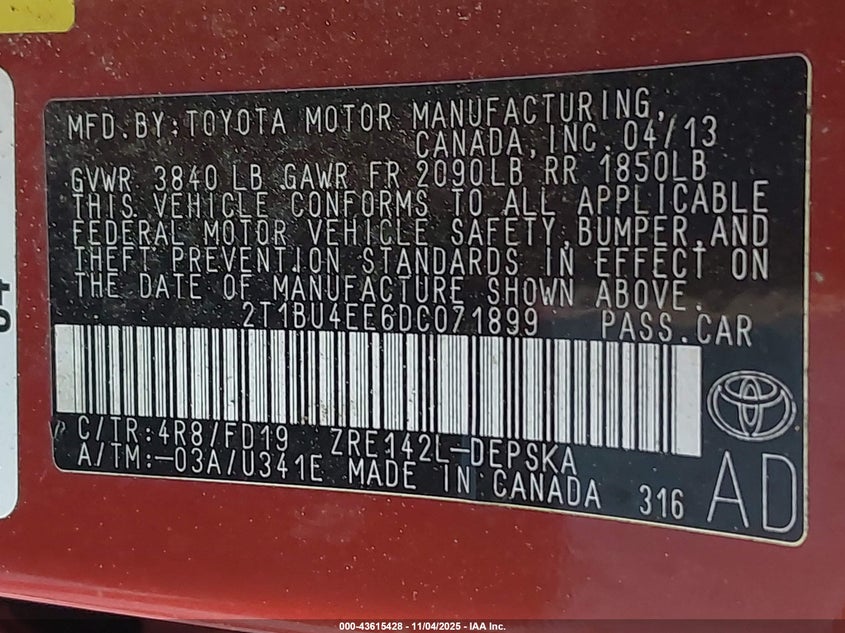 MFD.BY:TOYOTA MOTOR MANUFACTURING,
CANADA, INC. 04/13
GVWR 3840 LB GAWR FR 2090LB RR 1850LB
THIS VEHICLE CONFORMS TO ALL APPLICABLE
FEDERAL MOTOR VEHICLE SAFETY, BUMPER, AND
THEFT PREVENTION STANDARDS IN EFFECT ON
THE DATE OF MANUFACTURE SHOWN ABOVE.
2T1BU4EE6DC071899 PASS.CAR
C/TR:4R8/FD19 ZRE142L-DEPSKA
A/TM:-03A/U341E MADE IN CANADA 316
AD
000-43615428 - 11/04/2025 - IAA Inc.